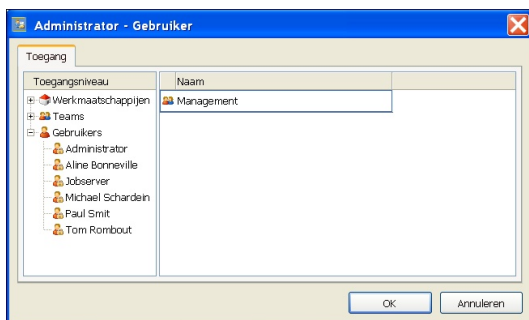 Administrator - Gebruiker
Toegang
Toegangsniveau
Naam
Werkmaatschappijen
Management
Teams
Gebruikers
Administrator
Aline Bonneville
Jobserver
Michael Schardein
Paul Smit
Tom Rombout
OK
Annuleren